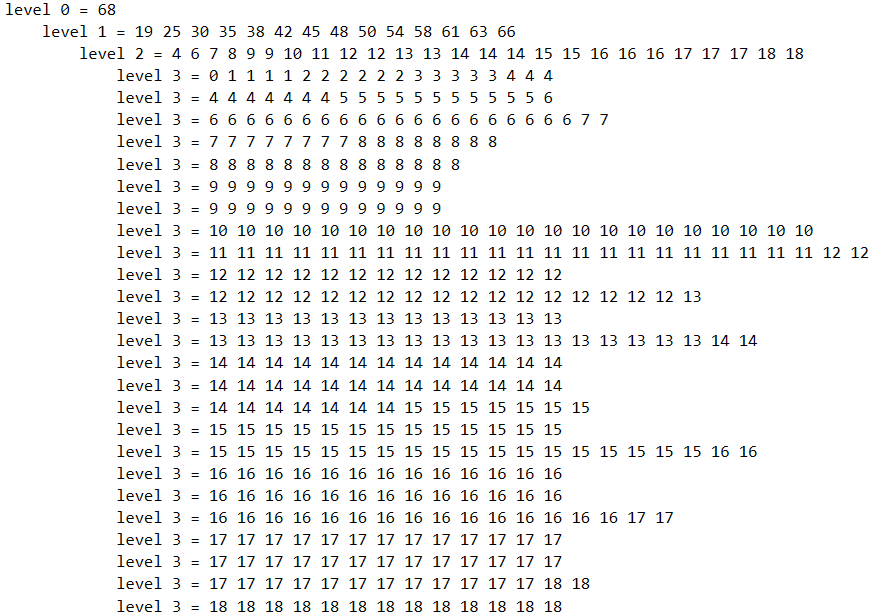 level 0 = 68
level 1 = 19 25 30 35 38 42 45 48 50 54 58 61 63 66
level 2 = 4 6 7 8 9 9 10 11 12 12 13 13 14 14 14 15 15 16 16 16 17 17 17 18 18
level 3 = 0 1 1 1 1 2 2 2 2 2 2 3 3 3 3 3 4 4 4
level 3 = 4 4 4 4 4 4 4 5 5 5 5 5 5 5 5 5 5 5 6
level 3 = 6 6 6 6 6 6 6 6 6 6 6 6 6 6 6 6 6 6 6 6 7 7
level 3 = 7 7 7 7 7 7 7 7 8 8 8 8 8 8 8 8
level 3 = 8 8 8 8 8 8 8 8 8 8 8 8 8 8
level 3 = 9 9 9 9 9 9 9 9 9 9 9 9 9
level 3 = 9 9 9 9 9 9 9 9 9 9 9 9 9
level 3 = 10 10 10 10 10 10 10 10 10 10 10 10 10 10 10 10 10 10 10 10 10 10
level 3 = 11 11 11 11 11 11 11 11 11 11 11 11 11 11 11 11 11 11 11 11 11 11 12 12
level 3 = 12 12 12 12 12 12 12 12 12 12 12 12 12
level 3 = 12 12 12 12 12 12 12 12 12 12 12 12 12 12 12 12 12 13
level 3 = 13 13 13 13 13 13 13 13 13 13 13 13 13
level 3 = 13 13 13 13 13 13 13 13 13 13 13 13 13 13 13 13 13 13 14 14
level 3 = 14 14 14 14 14 14 14 14 14 14 14 14 14
level 3 = 14 14 14 14 14 14 14 14 14 14 14 14 14
level 3 = 14 14 14 14 14 14 14 15 15 15 15 15 15 15
level 3 = 15 15 15 15 15 15 15 15 15 15 15 15 15
level 3 = 15 15 15 15 15 15 15 15 15 15 15 15 15 15 15 15 15 15 16 16
level 3 = 16 16 16 16 16 16 16 16 16 16 16 16 16
level 3 = 16 16 16 16 16 16 16 16 16 16 16 16 16
level 3 = 16 16 16 16 16 16 16 16 16 16 16 16 16 16 16 17 17
level 3 = 17 17 17 17 17 17 17 17 17 17 17 17 17
level 3 = 17 17 17 17 17 17 17 17 17 17 17 17 17
level 3 = 17 17 17 17 17 17 17 17 17 17 17 17 18 18
level 3 = 18 18 18 18 18 18 18 18 18 18 18 18 18